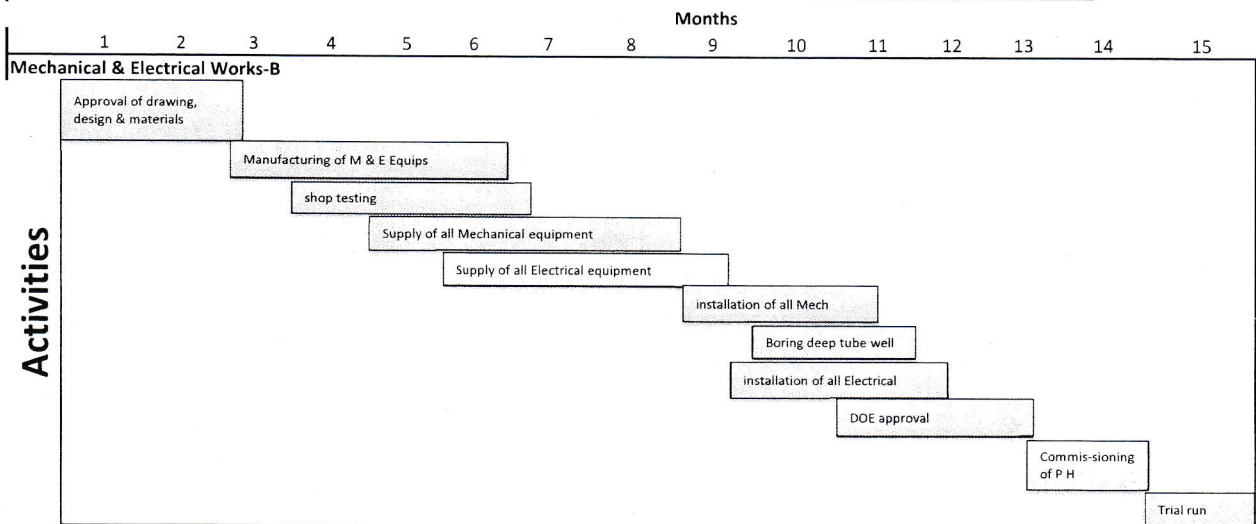 Months
1 2 3 4 5 6 7 8 9 10 11 12 13 14 15
Mechanical & Electrical Works-B
Activities
Approval of drawing,
design & materials
Manufacturing of M & E Equips
shop testing
Supply of all Mechanical equipment
Supply of all Electrical equipment
installation of all Mech
Boring deep tube well
installation of all Electrical
DOE approval
Commis-sioning
of P H
Trial run